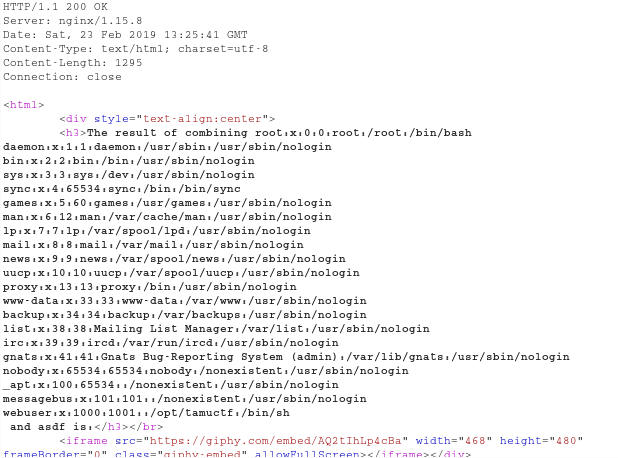 HTTP/1.1 200 OK
Server: nginx/1.15.8
Date: Sat, 23 Feb 2019 13:25:41 GMT
Content-Type: text/html; charset=utf-8
Content-Length: 1295
Connection: close
<html>
<div style="text-align:center">
<h3>The result of combining root:x:0:0:root:/root:/bin/bash
daemon:x:1:1:daemon:/usr/sbin:/usr/sbin/nologin
bin:x:2:2:bin:/bin:/usr/sbin/nologin
sys:x:3:3:sys:/dev:/usr/sbin/nologin
sync:x:4:65534:sync:/bin:/bin/sync
games:x:5:60:games:/usr/games:/usr/sbin/nologin
man:x:6:12:man:/var/cache/man:/usr/sbin/nologin
lp:x:7:7:lp:/var/spool/lpd:/usr/sbin/nologin
mail:x:8:8:mail:/var/mail:/usr/sbin/nologin
news:x:9:9:news:/var/spool/news:/usr/sbin/nologin
uucp:x:10:10:uucp:/var/spool/uucp:/usr/sbin/nologin
proxy:x:13:13:proxy:/bin:/usr/sbin/nologin
www-data:x:33:33:www-data:/var/www:/usr/sbin/nologin
backup:x:34:34:backup:/var/backups:/usr/sbin/nologin
list:x:38:38:Mailing List Manager:/var/list:/usr/sbin/nologin
irc:x:39:39:ircd:/var/run/ircd:/usr/sbin/nologin
gnats:x:41:41:Gnats Bug-Reporting System (admin):/var/lib/gnats:/usr/sbin/nologin
nobody:x:65534:65534:nobody:/nonexistent:/usr/sbin/nologin
_apt:x:100:65534::/nonexistent:/usr/sbin/nologin
messagebus:x:101:101::/nonexistent:/usr/sbin/nologin
webuser:x:1000:1001::/opt/tamuctf:/bin/sh
and asdf is:</h3></br>
<iframe src="https://giphy.com/embed/AQ2tIhLp4cBa" width="468" height="480"
frameBorder="0" class="giphy-embed" allowFullScreen></iframe></div>